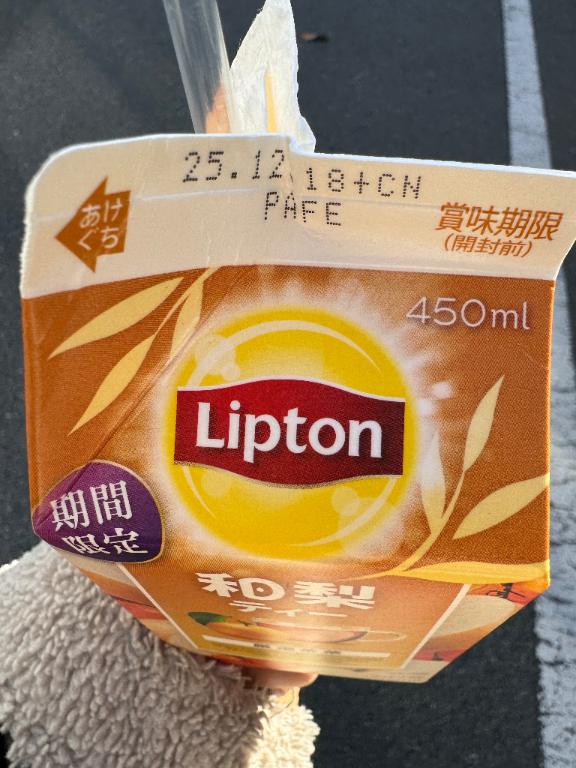 25.12.18+CN
PAFE
あけ
ぐち
賞味期限
(開封前)
450ml
Lipton
期間
限定
和梨
ティー